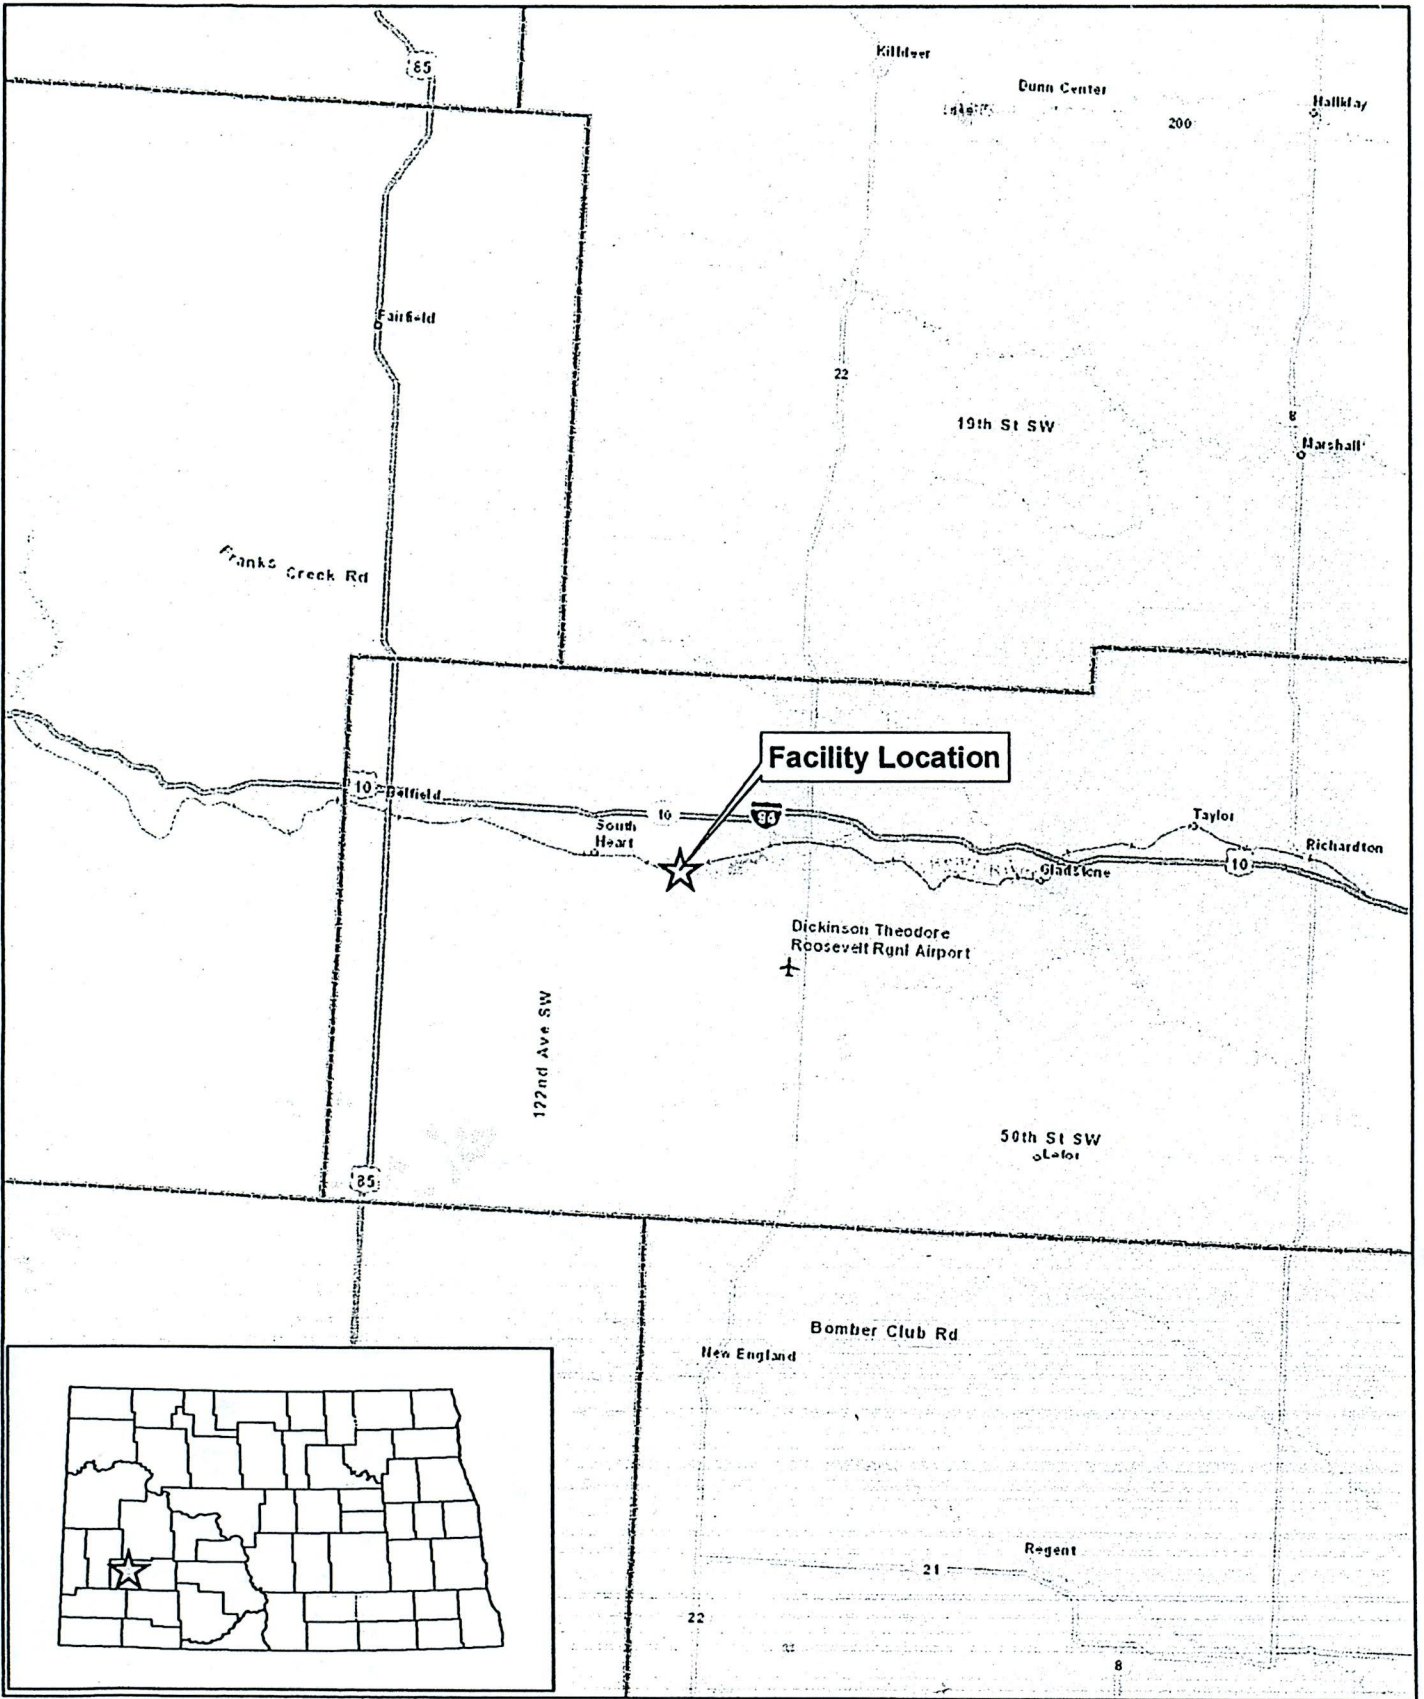 85
Killdeer
Dunn Center
Halliday
200
Fairfield
22
19th St SW
8
Marshall
Franks Creek Rd
Facility Location
10
Belfield
10
94
South
Heart
Taylor
Richardton
10
Gladstone
Dickinson Theodore
Roosevelt Rgnl Airport
122nd Ave SW
50th St SW
Lefor
85
Bomber Club Rd
New England
Regent
21
22
8